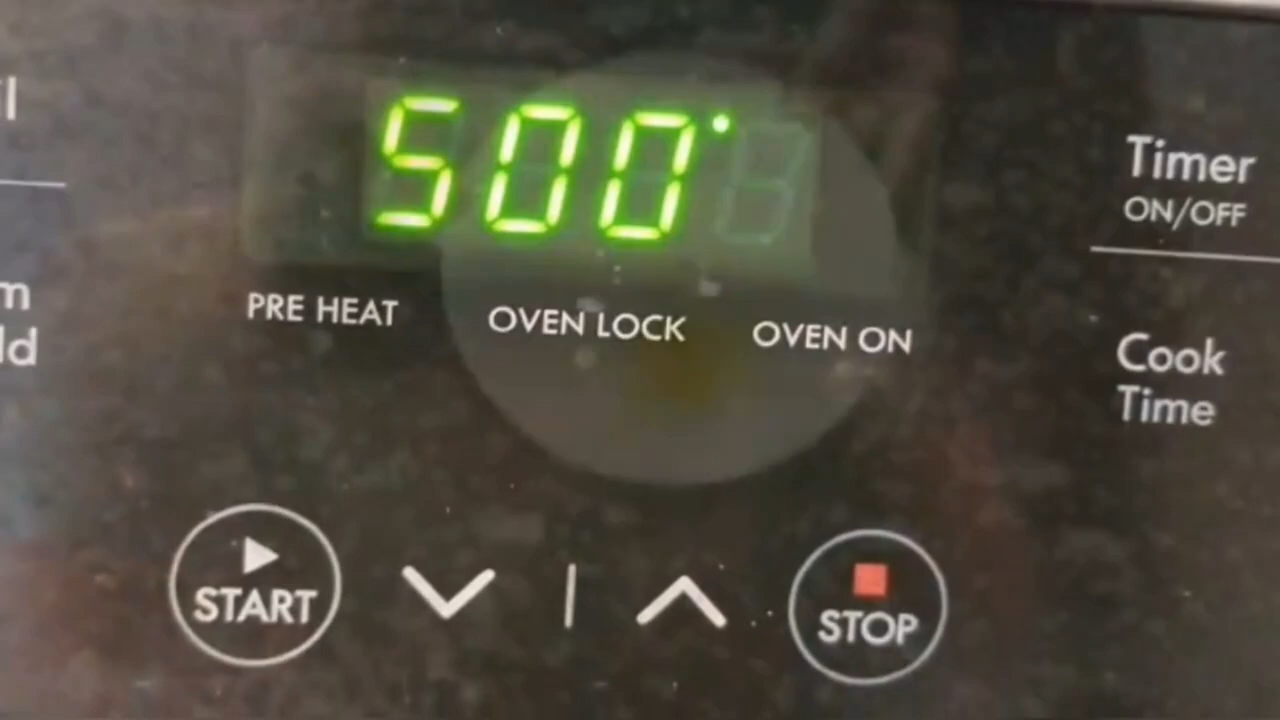 500°
PRE HEAT
OVEN LOCK
OVEN ON
Timer
ON/OFF
Cook
Time
START
STOP